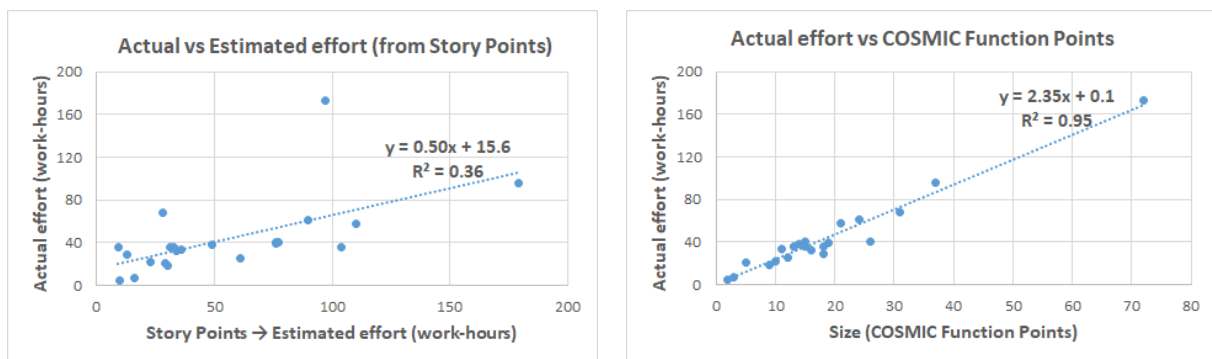 Actual vs Estimated effort (from Story Points)
200
160
120
80
40
0
Actual effort (work-hours)
y = 0.50x + 15.6
R² = 0.36
0 50 100 150 200
Story Points → Estimated effort (work-hours)
Actual effort vs COSMIC Function Points
200
160
120
80
40
0
Actual effort (work-hours)
y = 2.35x + 0.1
R² = 0.95
0 10 20 30 40 50 60 70 80
Size (COSMIC Function Points)